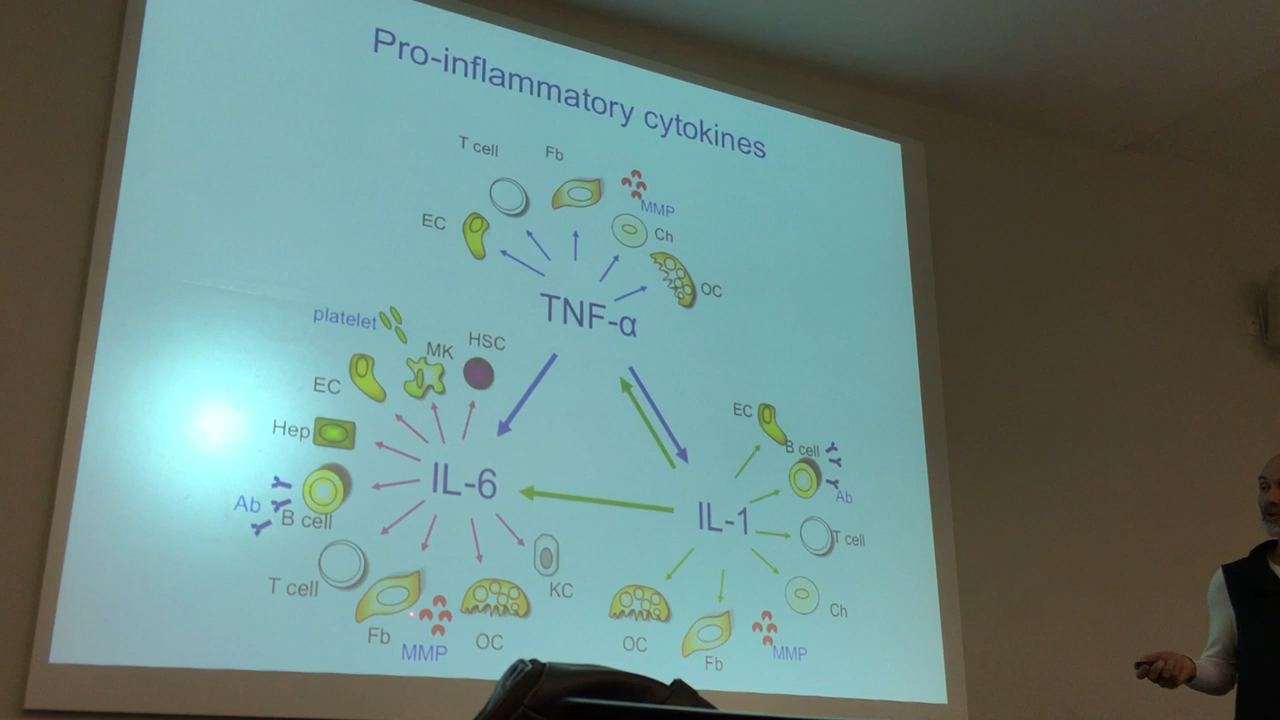 Pro-inflammatory cytokines
T cell
Fb
MMP
EC
Ch
OC
TNF-α
platelet
MK
HSC
EC
Hep
IL-6
Ab
B cell
T cell
Fb
MMP
OC
KC
EC
B cell
Ab
IL-1
T cell
Ch
OC
Fb
MMP